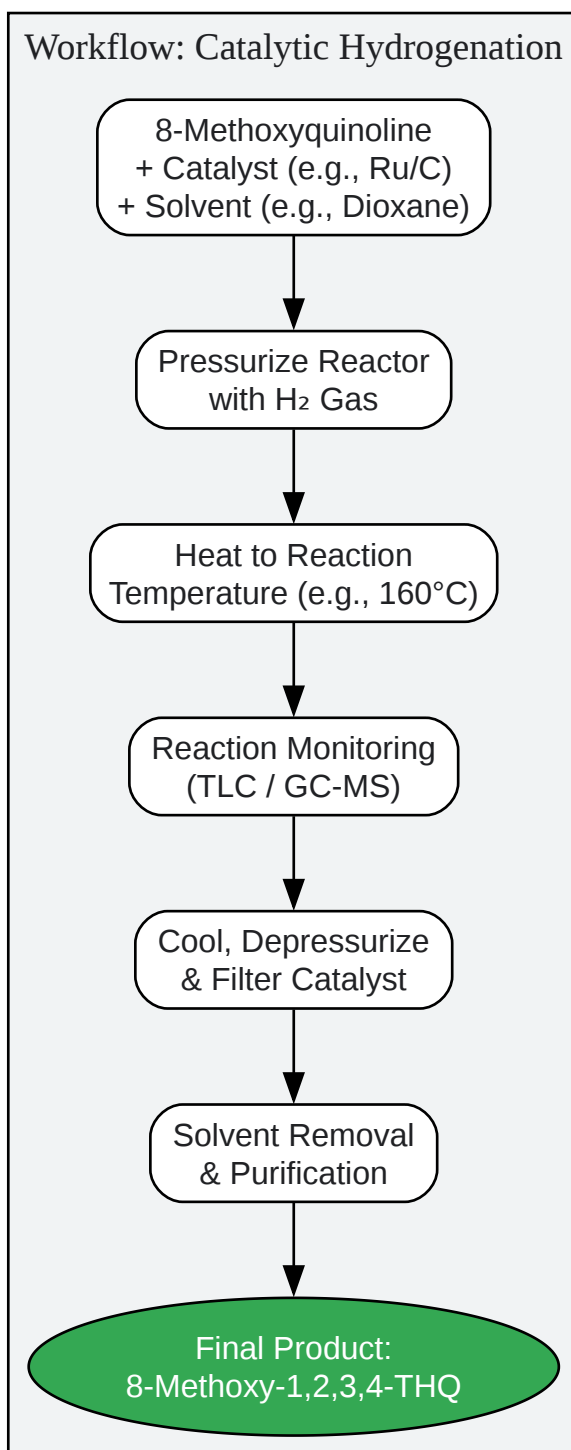 Workflow: Catalytic Hydrogenation
8-Methoxyquinoline
+ Catalyst (e.g., Ru/C)
+ Solvent (e.g., Dioxane)
Pressurize Reactor
with H₂ Gas
Heat to Reaction
Temperature (e.g., 160°C)
Reaction Monitoring
(TLC / GC-MS)
Cool, Depressurize
& Filter Catalyst
Solvent Removal
& Purification
Final Product:
8-Methoxy-1,2,3,4-THQ